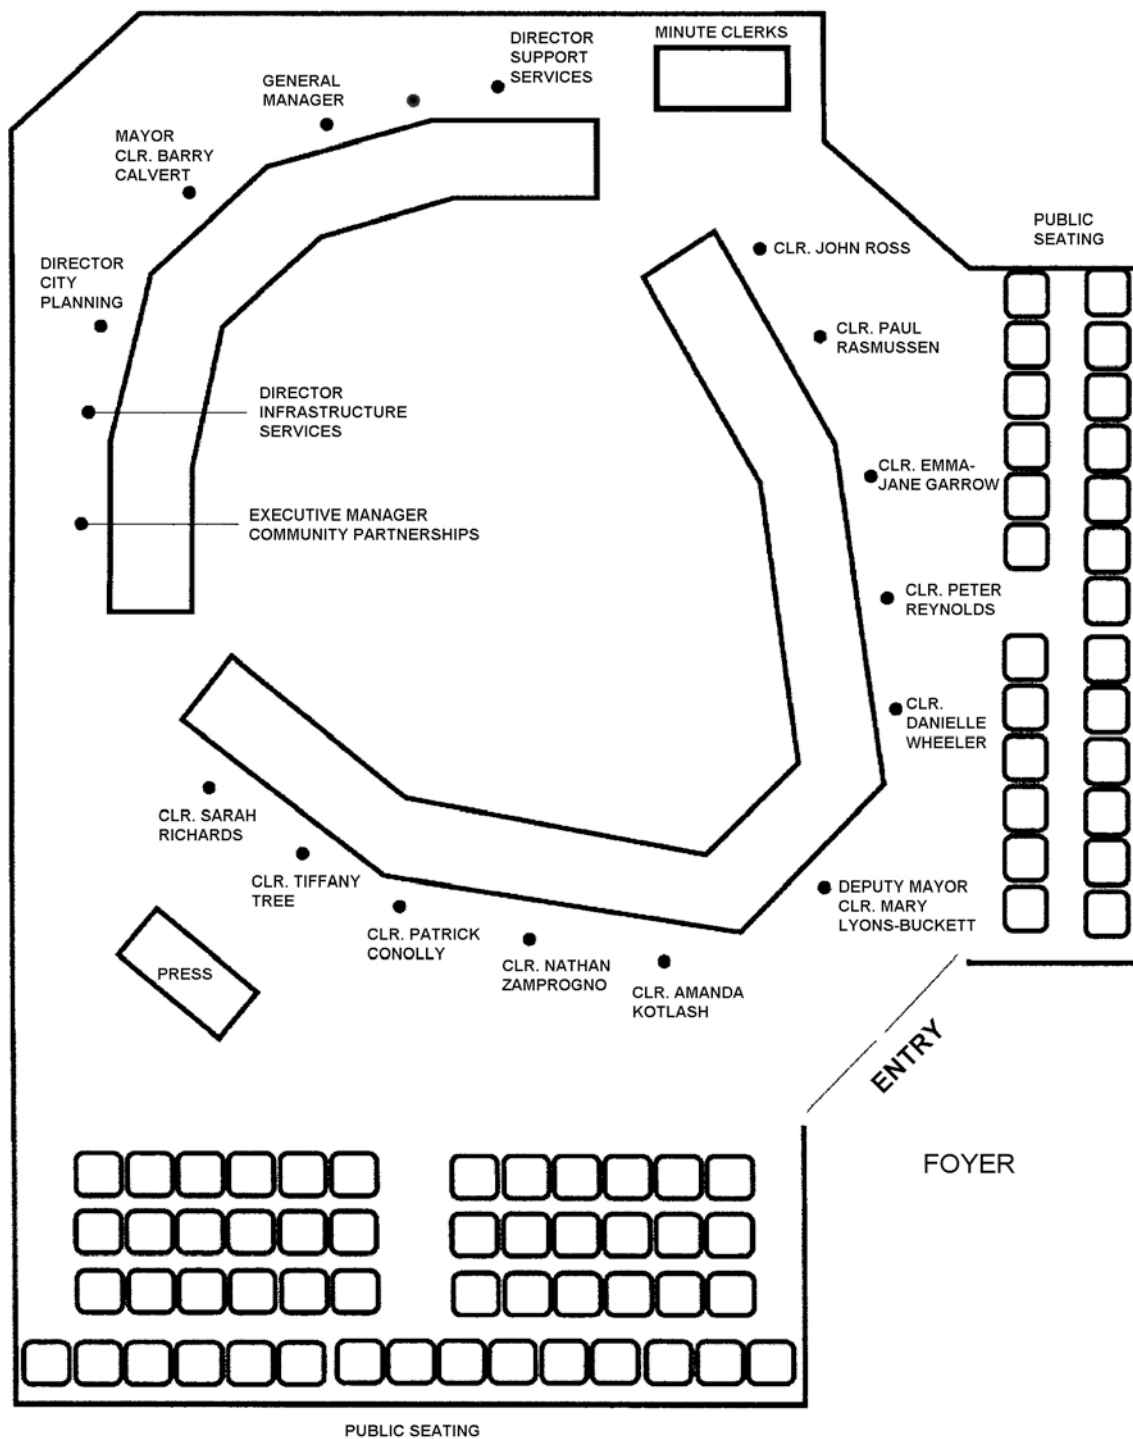 DIRECTOR
SUPPORT
SERVICES
MINUTE CLERKS
GENERAL
MANAGER
MAYOR
CLR. BARRY
CALVERT
DIRECTOR
CITY
PLANNING
DIRECTOR
INFRASTRUCTURE
SERVICES
EXECUTIVE MANAGER
COMMUNITY PARTNERSHIPS
PUBLIC
SEATING
CLR. JOHN ROSS
CLR. PAUL
RASMUSSEN
CLR. EMMA-
JANE GARROW
CLR. PETER
REYNOLDS
CLR.
DANIELLE
WHEELER
DEPUTY MAYOR
CLR. MARY
LYONS-BUCKETT
CLR. SARAH
RICHARDS
CLR. TIFFANY
TREE
CLR. PATRICK
CONOLLY
CLR. NATHAN
ZAMPROGNO
CLR. AMANDA
KOTLASH
PRESS
ENTRY
FOYER
PUBLIC SEATING